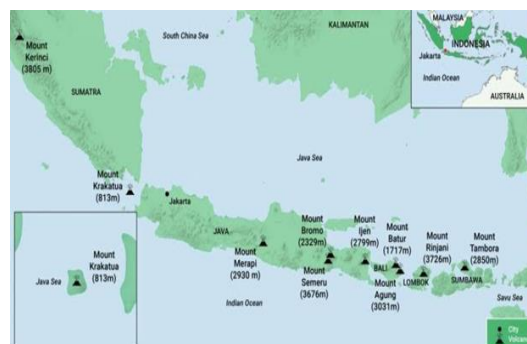 Mount
Kerinci
(3805 m)
SUMATRA
South China Sea
KALIMANTAN
MALAYSIA
INDONESIA
Jakarta
Indian Ocean
AUSTRALIA
Java Sea
Mount
Krakatua
(813m)
Jakarta
JAVA
Mount
Merapi
(2930 m)
Mount
Bromo
(2329m)
Mount
Semeru
(3676m)
Mount
Ijen
(2799m)
Mount
Batur
(1717m)
BALI
Mount
Agung
(3031m)
Mount
Rinjani
(3726m)
LOMBOK
Mount
Tambora
(2850m)
SUMBAWA
Indian Ocean
Savu Sea
Mount
Krakatua
(813m)
Java Sea
City
Volcano